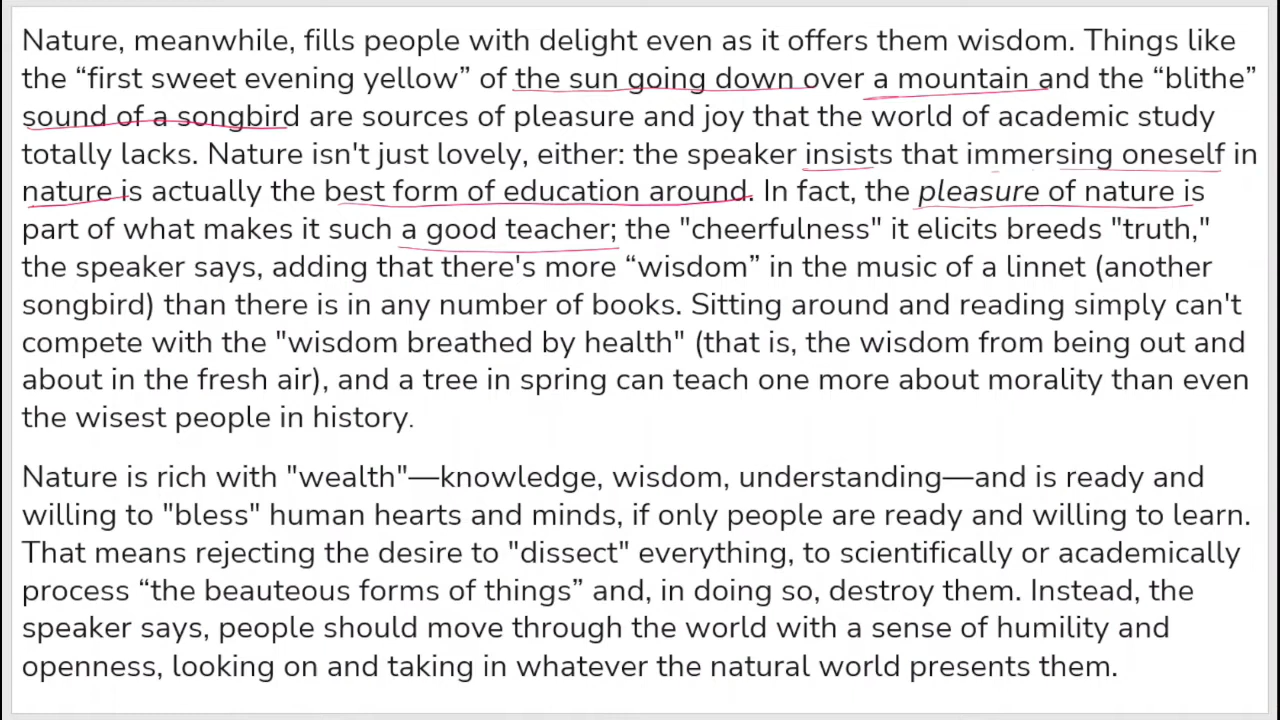 Nature, meanwhile, fills people with delight even as it offers them wisdom. Things like
the “first sweet evening yellow” of the sun going down over a mountain and the “blithe”
sound of a songbird are sources of pleasure and joy that the world of academic study
totally lacks. Nature isn't just lovely, either: the speaker insists that immersing oneself in
nature is actually the best form of education around. In fact, the pleasure of nature is
part of what makes it such a good teacher; the "cheerfulness" it elicits breeds "truth,"
the speaker says, adding that there's more “wisdom” in the music of a linnet (another
songbird) than there is in any number of books. Sitting around and reading simply can't
compete with the "wisdom breathed by health" (that is, the wisdom from being out and
about in the fresh air), and a tree in spring can teach one more about morality than even
the wisest people in history.
Nature is rich with "wealth"—knowledge, wisdom, understanding—and is ready and
willing to "bless" human hearts and minds, if only people are ready and willing to learn.
That means rejecting the desire to "dissect" everything, to scientifically or academically
process “the beauteous forms of things” and, in doing so, destroy them. Instead, the
speaker says, people should move through the world with a sense of humility and
openness, looking on and taking in whatever the natural world presents them.